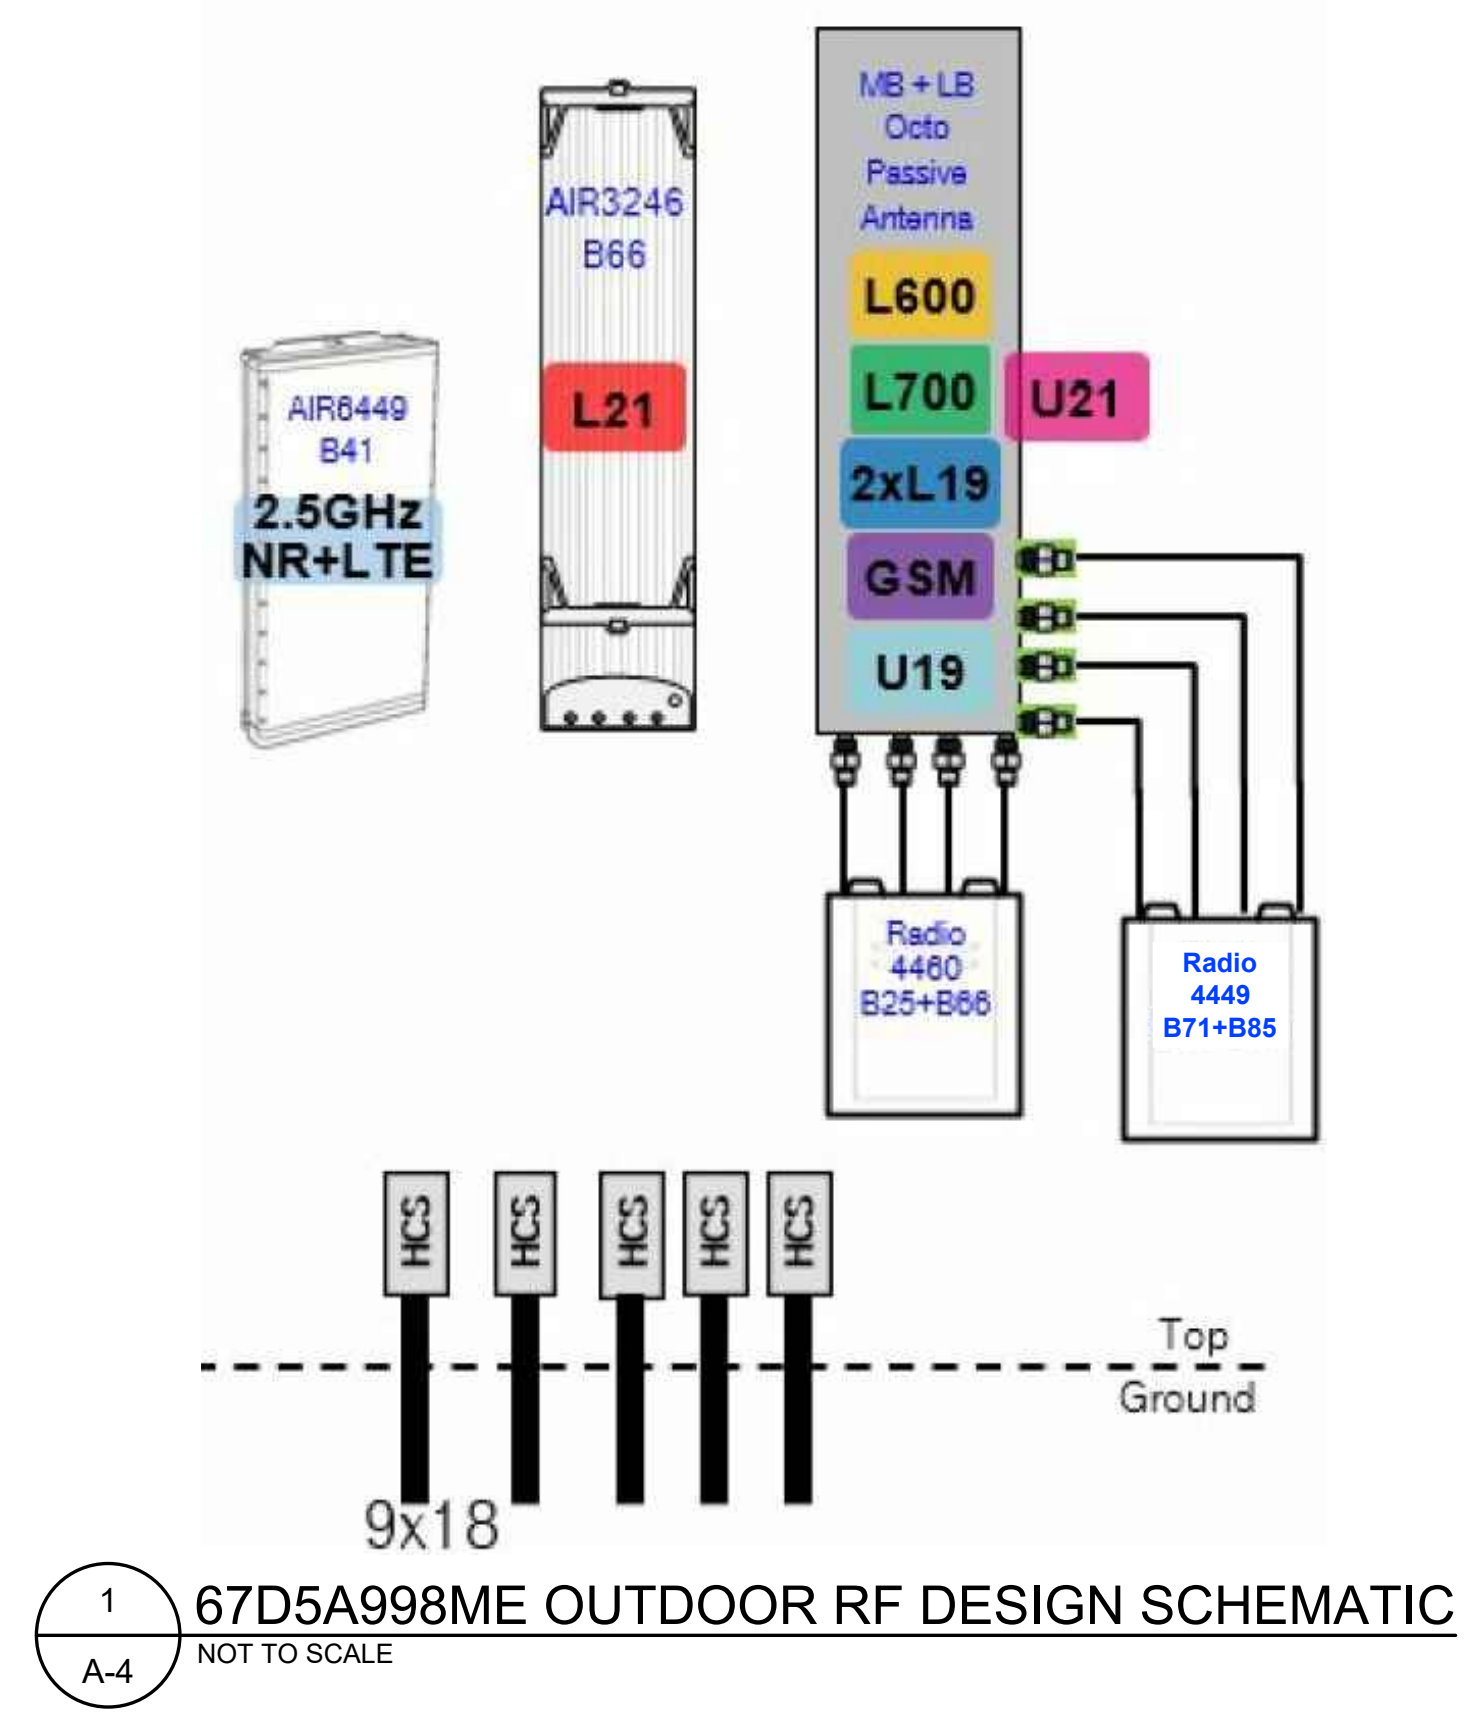 MB + LB
Octo
Passive
Antenna
L600
L700
U21
2xL19
GSM
U19
AIR3246
B66
L21
AIR6449
B41
2.5GHz
NR+LTE
Radio
4460
B25+B66
Radio
4449
B71+B85
HCS
HCS
HCS
HCS
HCS
Top
Ground
9x18
1
A-4
67D5A998ME OUTDOOR RF DESIGN SCHEMATIC
NOT TO SCALE